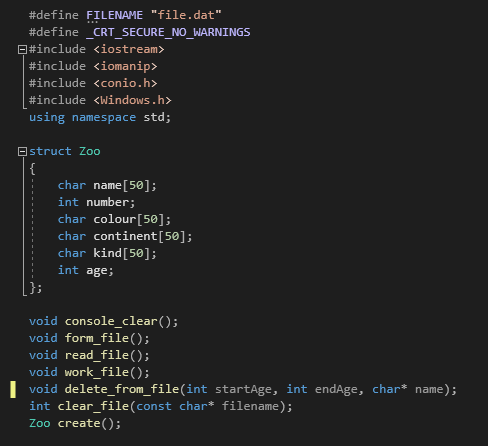 #define FILENAME "file.dat"
#define _CRT_SECURE_NO_WARNINGS
#include <iostream>
#include <iomanip>
#include <conio.h>
#include <Windows.h>
using namespace std;
struct Zoo
{
char name[50];
int number;
char colour[50];
char continent[50];
char kind[50];
int age;
};
void console_clear();
void form_file();
void read_file();
void work_file();
void delete_from_file(int startAge, int endAge, char* name);
int clear_file(const char* filename);
Zoo create();